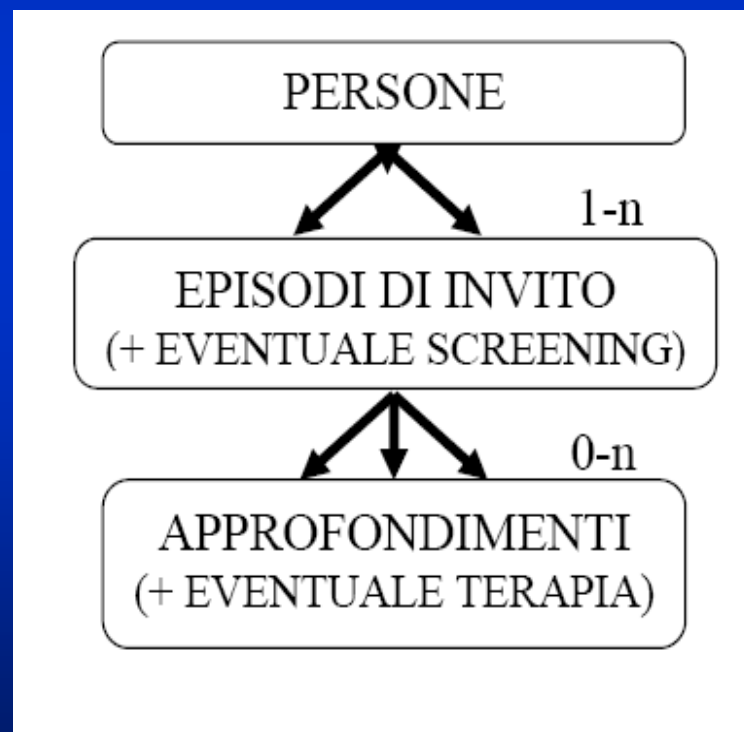 PERSONE
1-n
EPISODI DI INVITO
(+ EVENTUALE SCREENING)
0-n
APPROFONDIMENTI
(+ EVENTUALE TERAPIA)